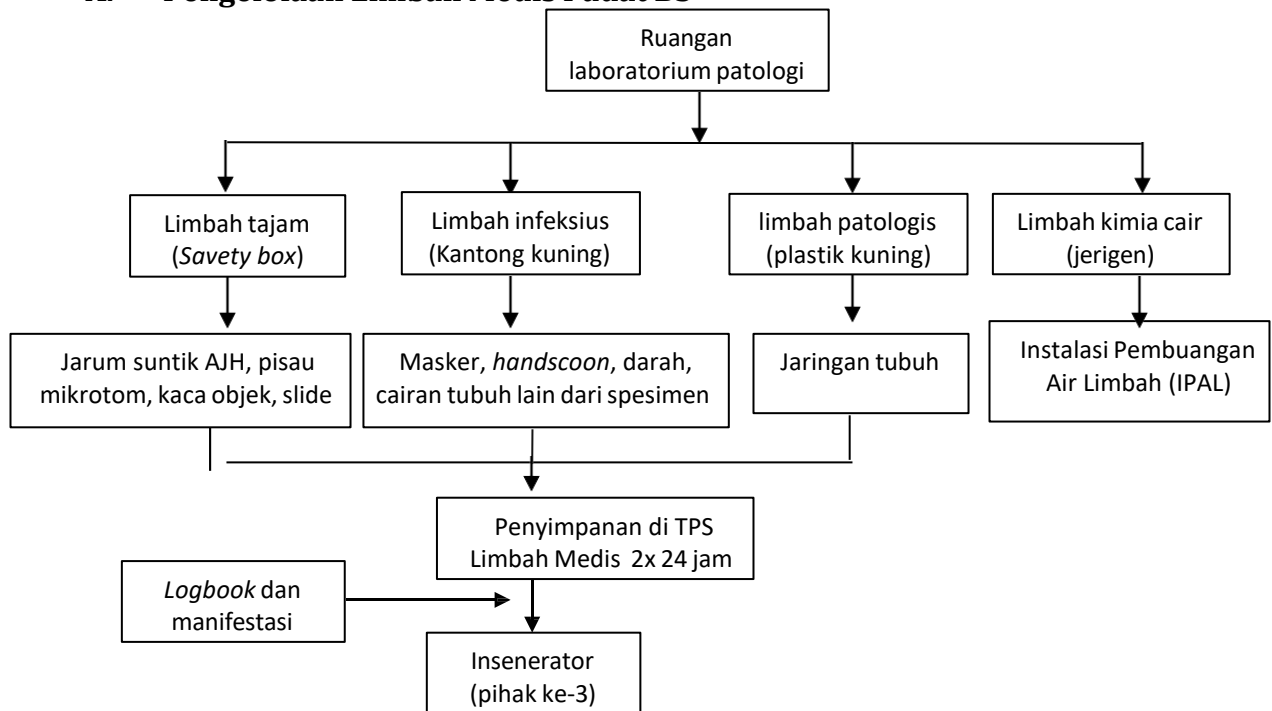 Ruangan
laboratorium patologi
Limbah tajam
(Savety box)
Limbah infeksius
(Kantong kuning)
limbah patologis
(plastik kuning)
Limbah kimia cair
(jerigen)
Jarum suntik AJH, pisau
mikrotom, kaca objek, slide
Masker, handscoon, darah,
cairan tubuh lain dari spesimen
Jaringan tubuh
Instalasi Pembuangan
Air Limbah (IPAL)
Penyimpanan di TPS
Limbah Medis 2x 24 jam
Logbook dan
manifestasi
Insenerator
(pihak ke-3)